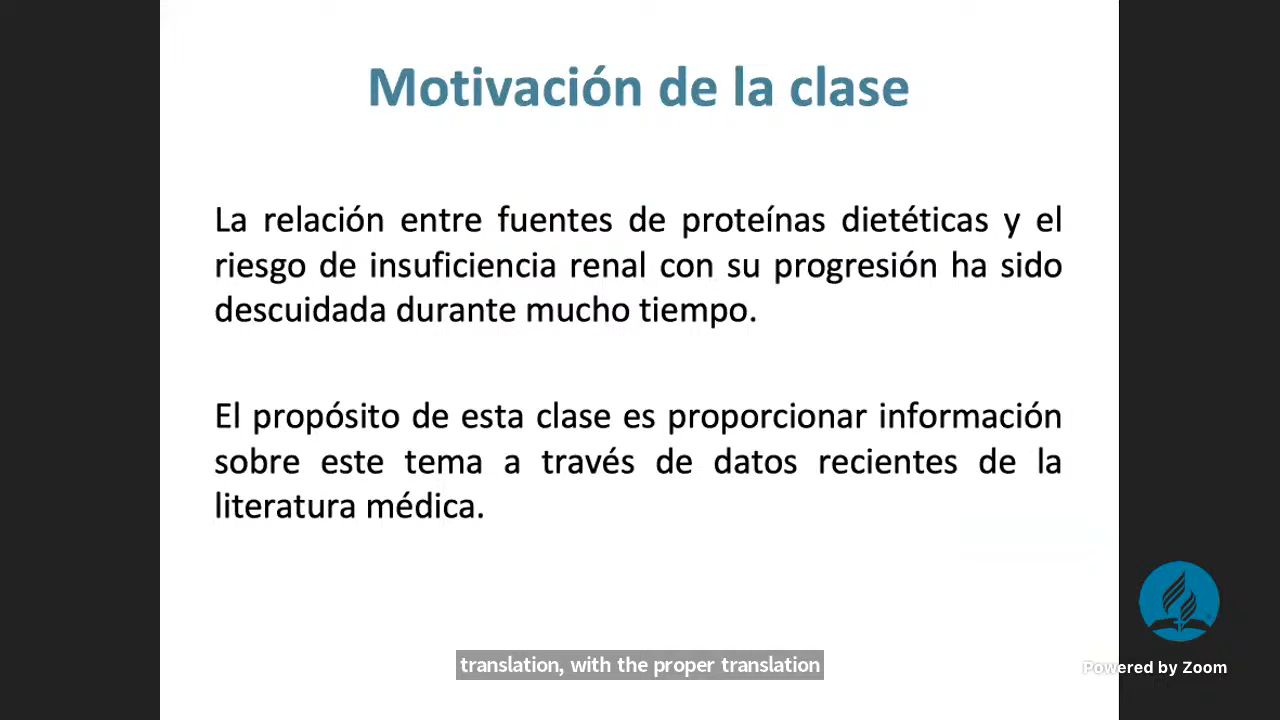 Motivación de la clase
La relación entre fuentes de proteínas dietéticas y el
riesgo de insuficiencia renal con su progresión ha sido
descuidada durante mucho tiempo.
El propósito de esta clase es proporcionar información
sobre este tema a través de datos recientes de la
literatura médica.
translation, with the proper translation
Powered by Zoom